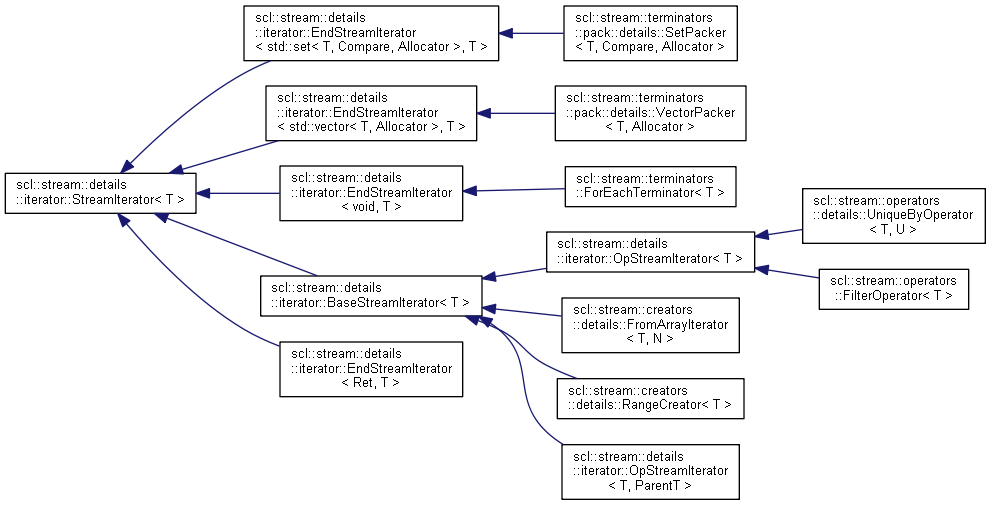 scl::stream::details
::iterator::EndStreamIterator
< std::set< T, Compare, Allocator >, T >
scl::stream::terminators
::pack::details::SetPacker
< T, Compare, Allocator >
scl::stream::details
::iterator::EndStreamIterator
< std::vector< T, Allocator >, T >
scl::stream::terminators
::pack::details::VectorPacker
< T, Allocator >
scl::stream::details
::iterator::StreamIterator< T >
scl::stream::details
::iterator::EndStreamIterator
< void, T >
scl::stream::terminators
::ForEachTerminator< T >
scl::stream::operators
::details::UniqueByOperator
< T, U >
scl::stream::details
::iterator::OpStreamIterator< T >
scl::stream::operators
::FilterOperator< T >
scl::stream::details
::iterator::BaseStreamIterator< T >
scl::stream::creators
::details::FromArrayIterator
< T, N >
scl::stream::details
::iterator::EndStreamIterator
< Ret, T >
scl::stream::creators
::details::RangeCreator< T >
scl::stream::details
::iterator::OpStreamIterator
< T, ParentT >